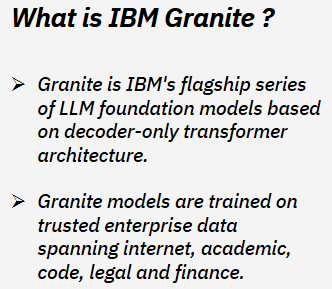 What is IBM Granite ?
➤ Granite is IBM's flagship series
of LLM foundation models based
on decoder-only transformer
architecture.
➤ Granite models are trained on
trusted enterprise data
spanning internet, academic,
code, legal and finance.